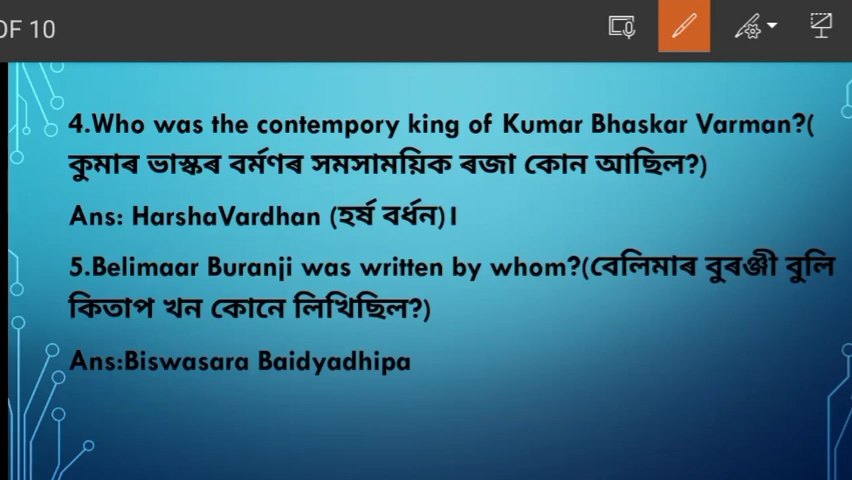 OF 10
4.Who was the contempory king of Kumar Bhaskar Varman?(
কুমাৰ ভাস্কৰ বৰ্মণৰ সমসাময়িক ৰজা কোন আছিল?)
Ans: HarshaVardhan (হৰ্ষ বৰ্ধন)।
5.Belimaar Buranji was written by whom?(বেলিমাৰ বুৰঞ্জী বুলি
কিতাপ খন কোনে লিখিছিল?)
Ans:Biswasara Baidyadhipa